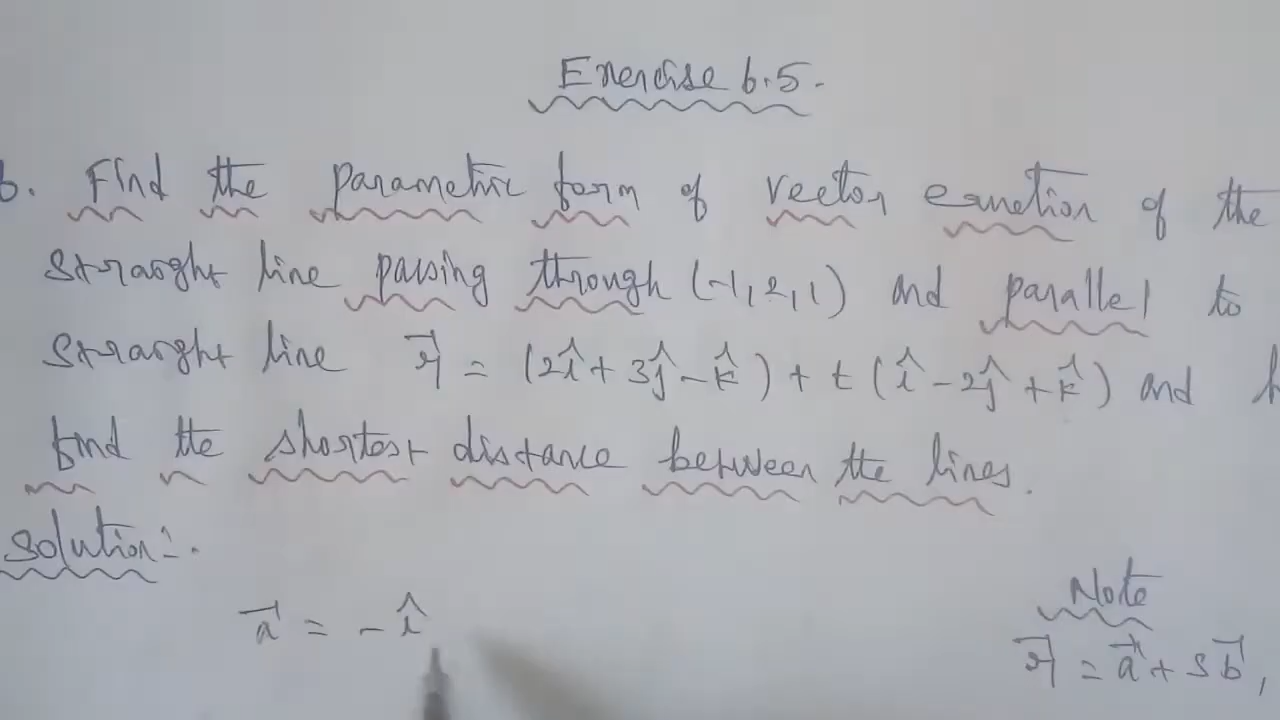 Exercise 6.5.
6. Find the parametric form of vector equation of the
straight line passing through (-1,2,1) and parallel to
straight line r⃗ = (2î + 3ĵ - k̂) + t (î - 2ĵ + k̂) and
find the shortest distance between the lines.
Solution:-
a⃗ = -î
Note
r⃗ = a⃗ + sb⃗,